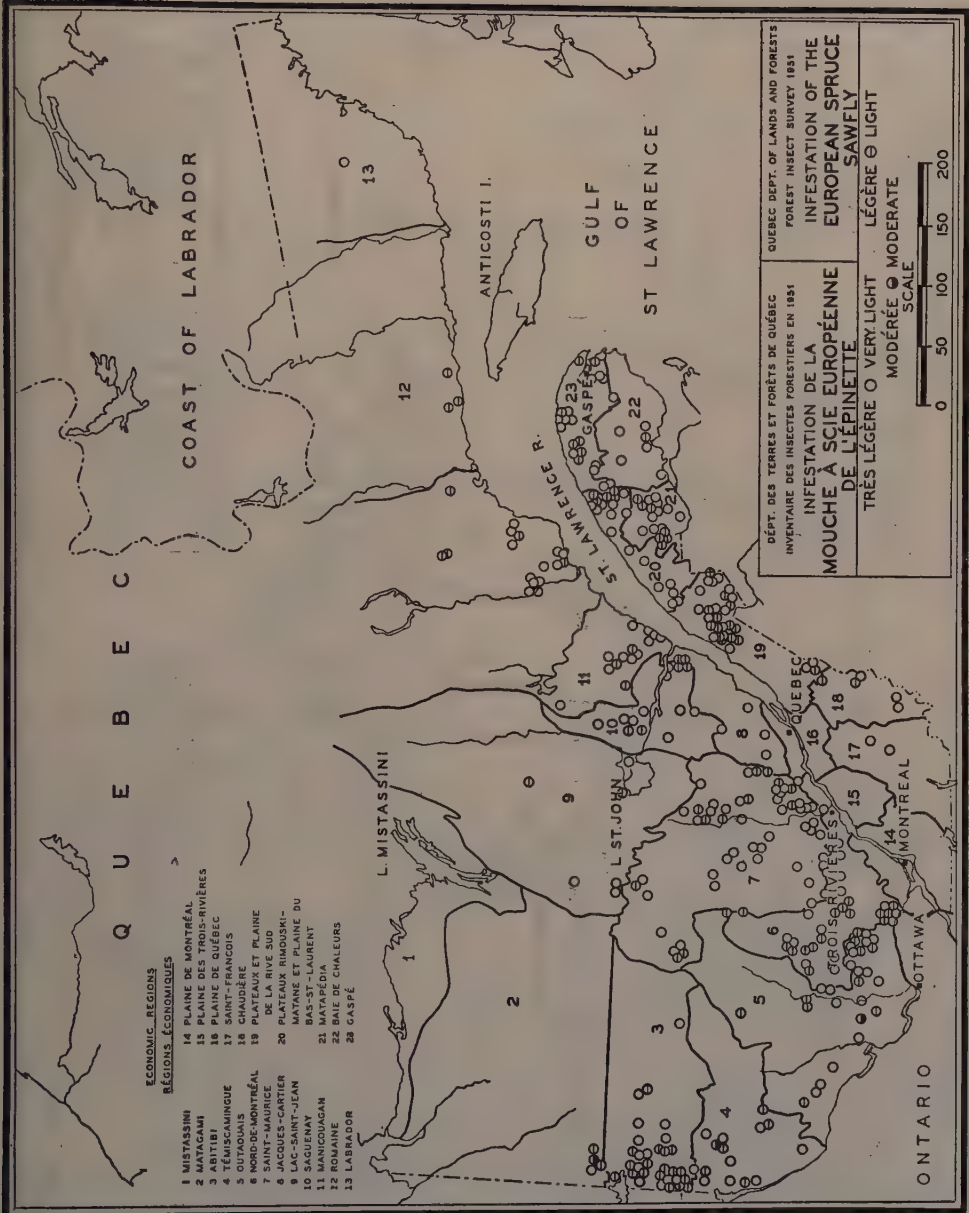 QUEBEC
COAST OF LABRADOR
ECONOMIC REGIONS
RÉGIONS ÉCONOMIQUES
1 MISTASSINI
2 MATAGAMI
3 ABITIBI
4 TÉMISCAMINGUE
5 OUTAOUAIS
6 NORD-DE-MONTRÉAL
7 SAINT-MAURICE
8 JACQUES-CARTIER
9 LAC-SAINT-JEAN
10 SAGUENAY
11 MANICOUAGAN
12 ROMAINE
13 LABRADOR
14 PLAINE DE MONTRÉAL
15 PLAINE DES TROIS-RIVIÈRES
16 PLAINE DE QUÉBEC
17 SAINT-FRANCOIS
18 CHAUDIÈRE
19 PLATEAUX ET PLAINE
DE LA RIVE SUD
20 PLATEAUX RIMOUSKI-
MATANE ET PLAINE DU
BAS-ST-LAURENT
21 MATAPÉDIA
22 BAIE DE CHALEURS
23 GASPÉ
L. MISTASSINI
1
2
3
4
5
6
7
8
9
10
11
12
13
14
15
16
17
18
19
20
21
22
23
L ST. JOHN
ANTICOSTI I.
GULF
OF
ST LAWRENCE
ST. LAWRENCE R.
GASPÉ
QUEBEC
TROIS-RIVIÈRES
MONTREAL
OTTAWA
ONTARIO
DÉPT. DES TERRES ET FORÊTS DE QUÉBEC
INVENTAIRE DES INSECTES FORESTIERS EN 1951
INFESTATION DE LA
MOUCHE À SCIE EUROPÉENNE
DE L'ÉPINETTE
QUEBEC DEPT. OF LANDS AND FORESTS
FOREST INSECT SURVEY 1951
INFESTATION OF THE
EUROPEAN SPRUCE
SAWFLY
TRÈS LÉGÈRE O VERY LIGHT LÉGÈRE ⊖ LIGHT
MODÉRÉE ◒ MODERATE
SCALE
0 50 100 150 200